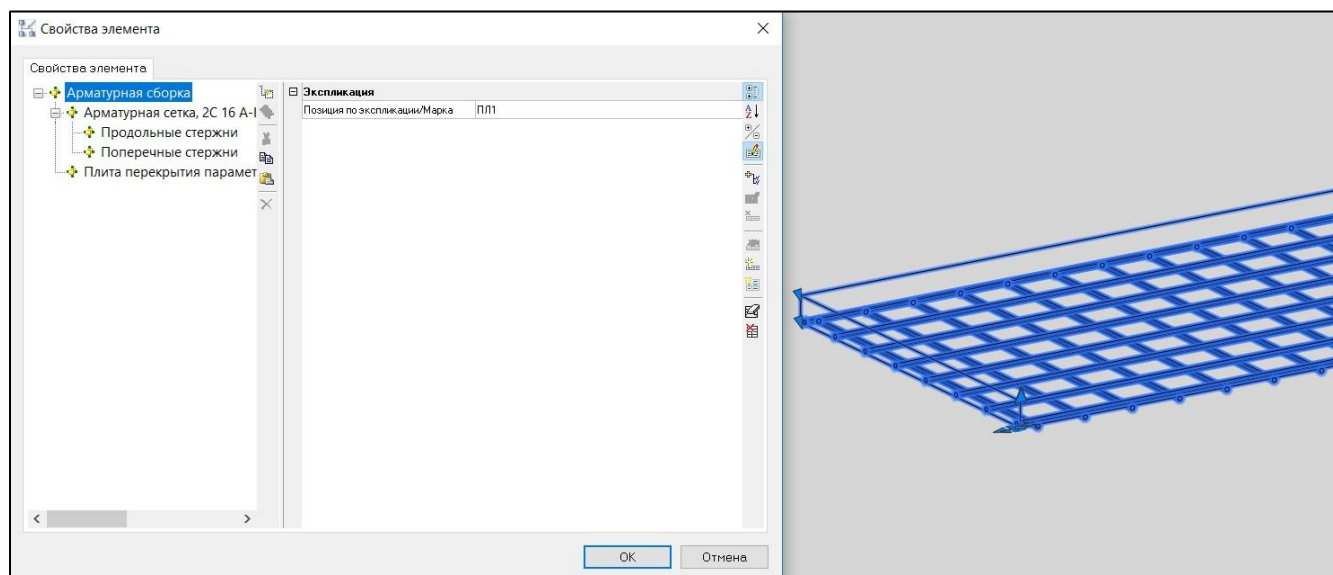 Свойства элемента
Свойства элемента
Арматурная сборка
Экспликация
Арматурная сетка, 2С 16 А-I
Позиция по экспликации/Марка ПЛ1
Продольные стержни
Поперечные стержни
Плита перекрытия парамет
OK Отмена